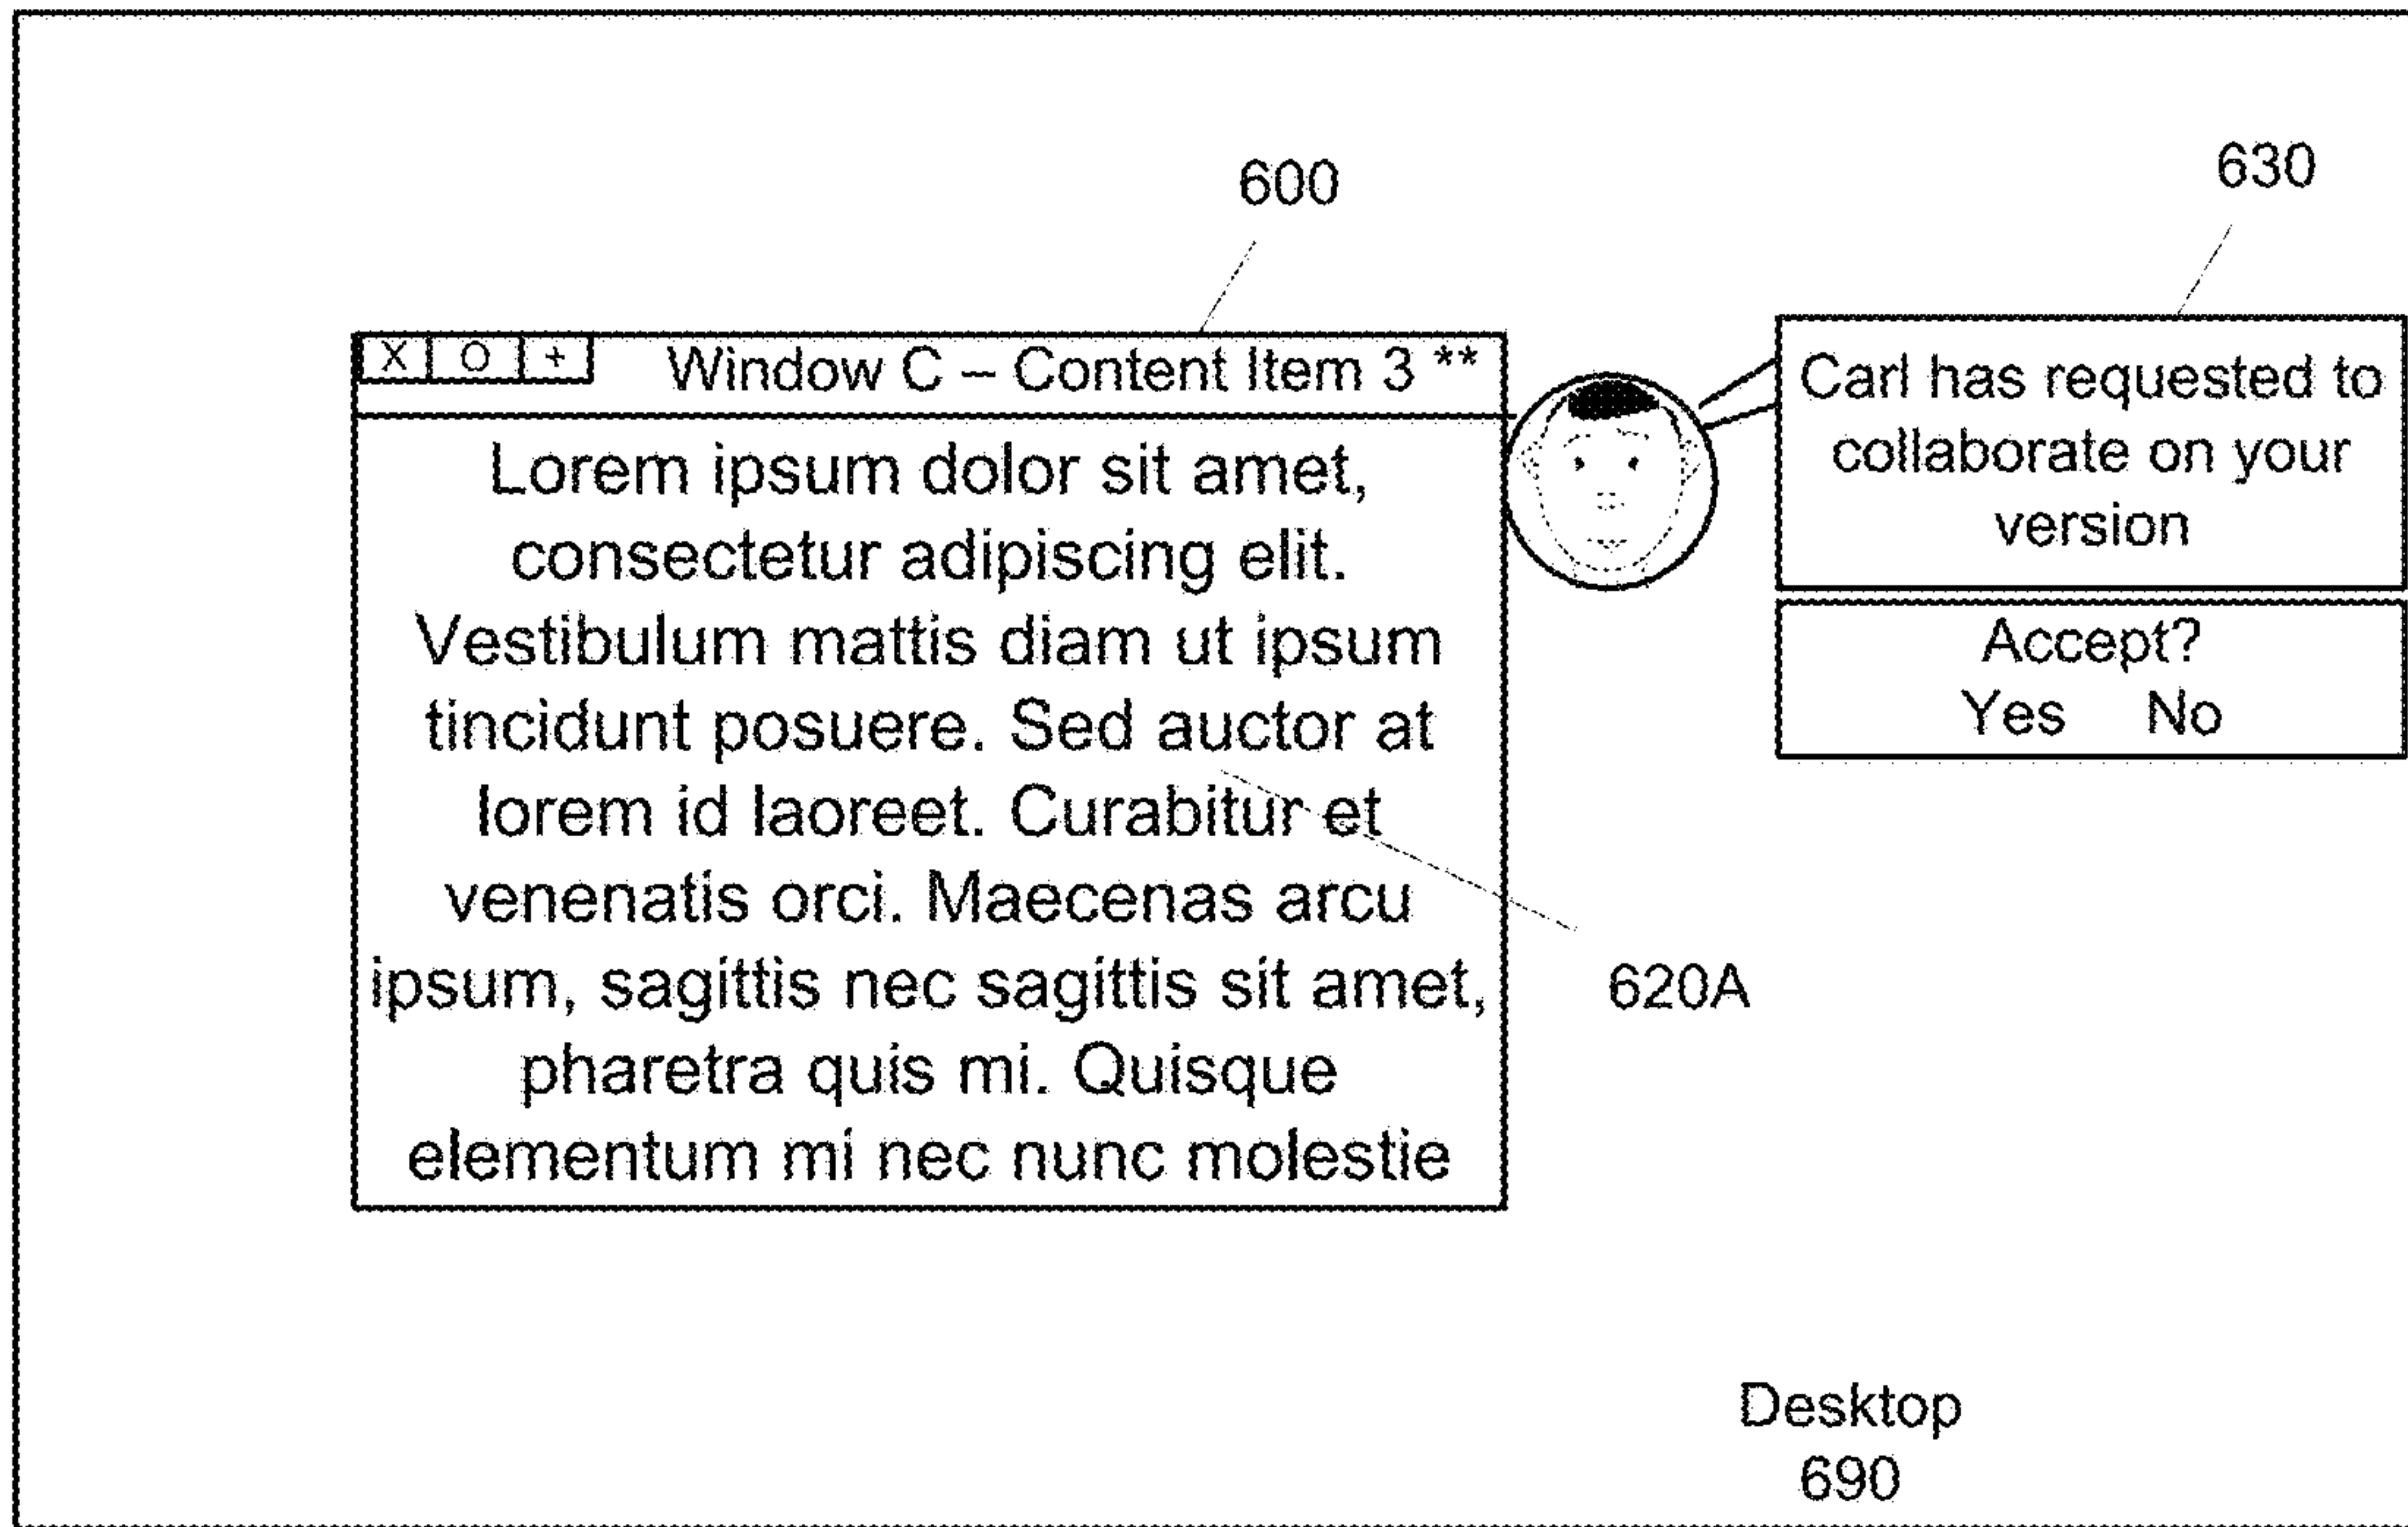 600
630
X O + Window C – Content Item 3 **
Lorem ipsum dolor sit amet,
consectetur adipiscing elit.
Vestibulum mattis diam ut ipsum
tincidunt posuere. Sed auctor at
lorem id laoreet. Curabitur et
venenatis orci. Maecenas arcu
ipsum, sagittis nec sagittis sit amet,
pharetra quis mi. Quisque
elementum mi nec nunc molestie
Carl has requested to
collaborate on your
version
Accept?
Yes No
620A
Desktop
690